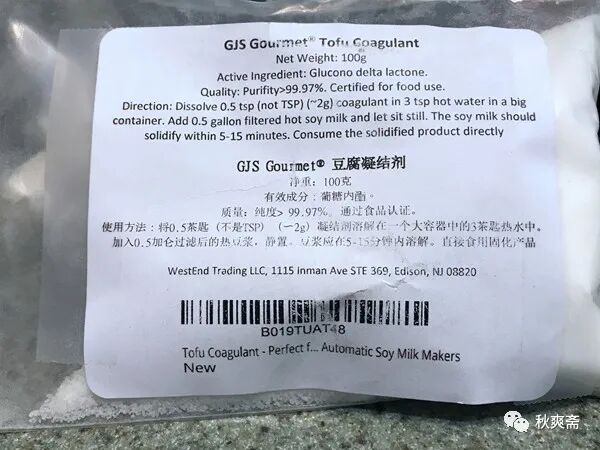 GJS Gourmet® Tofu Coagulant
Net Weight: 100g
Active Ingredient: Glucono delta lactone.
Quality: Purifity>99.97%. Certified for food use.
Direction: Dissolve 0.5 tsp (not TSP) (~2g) coagulant in 3 tsp hot water in a big
container. Add 0.5 gallon filtered hot soy milk and let sit still. The soy milk should
solidify within 5-15 minutes. Consume the solidified product directly
GJS Gourmet® 豆腐凝结剂
净重：100克
有效成分：葡糖内酯。
质量：纯度> 99.97%。通过食品认证。
使用方法：将0.5茶匙（不是TSP）（~2g）凝结剂溶解在一个大容器中的3茶匙热水中。
加入0.5加仑过滤后的热豆浆，静置。豆浆应在5-15分钟内溶解。直接食用固化产品
WestEnd Trading LLC, 1115 Inman Ave STE 369, Edison, NJ 08820
B019TUAT48
Tofu Coagulant - Perfect f... Automatic Soy Milk Makers
New
秋爽斋